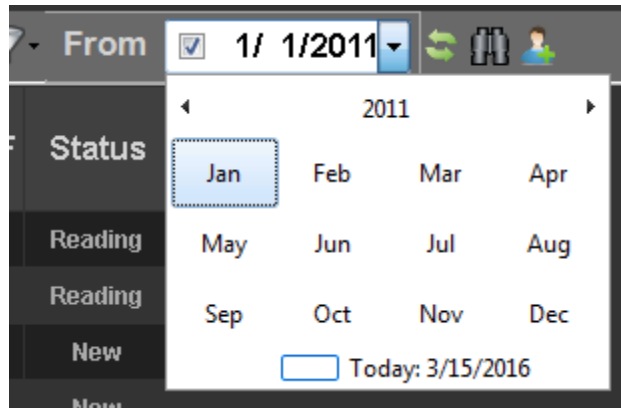 From 1/ 1/2011
2011
Status
Jan Feb Mar Apr
Reading May Jun Jul Aug
Reading
Sep Oct Nov Dec
New
Today: 3/15/2016
New